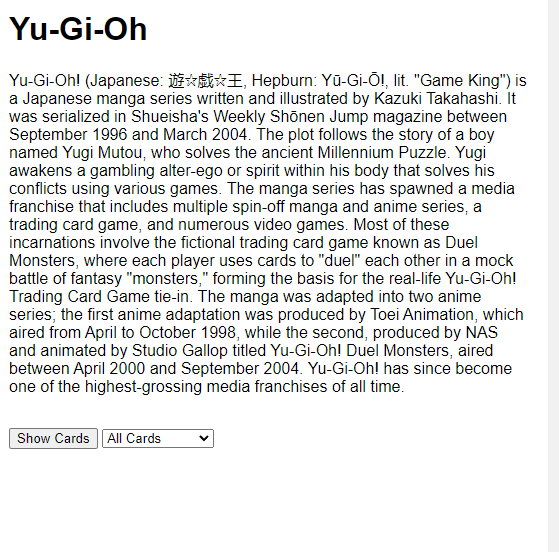 Yu-Gi-Oh
Yu-Gi-Oh! (Japanese: 遊☆戯☆王, Hepburn: Yū-Gi-Ō!, lit. "Game King") is
a Japanese manga series written and illustrated by Kazuki Takahashi. It
was serialized in Shueisha's Weekly Shōnen Jump magazine between
September 1996 and March 2004. The plot follows the story of a boy
named Yugi Mutou, who solves the ancient Millennium Puzzle. Yugi
awakens a gambling alter-ego or spirit within his body that solves his
conflicts using various games. The manga series has spawned a media
franchise that includes multiple spin-off manga and anime series, a
trading card game, and numerous video games. Most of these
incarnations involve the fictional trading card game known as Duel
Monsters, where each player uses cards to "duel" each other in a mock
battle of fantasy "monsters," forming the basis for the real-life Yu-Gi-Oh!
Trading Card Game tie-in. The manga was adapted into two anime
series; the first anime adaptation was produced by Toei Animation, which
aired from April to October 1998, while the second, produced by NAS
and animated by Studio Gallop titled Yu-Gi-Oh! Duel Monsters, aired
between April 2000 and September 2004. Yu-Gi-Oh! has since become
one of the highest-grossing media franchises of all time.
Show Cards All Cards